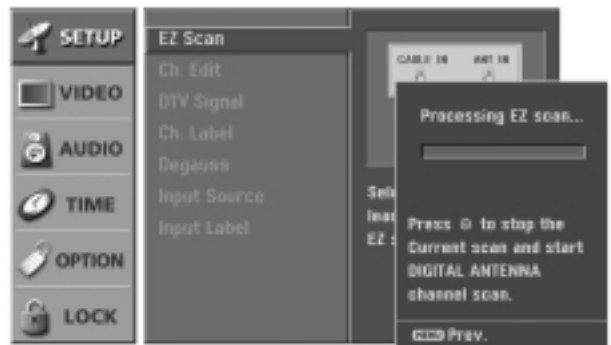 SETUP
VIDEO
AUDIO
TIME
OPTION
LOCK
EZ Scan
Ch. Edit
DTV Signal
Ch. Label
Degauss
Input Source
Input Label
CABLE IN ANT IN
Processing EZ scan...
Press ⊙ to stop the
Current scan and start
DIGITAL ANTENNA
channel scan.
MENU Prev.
EZ